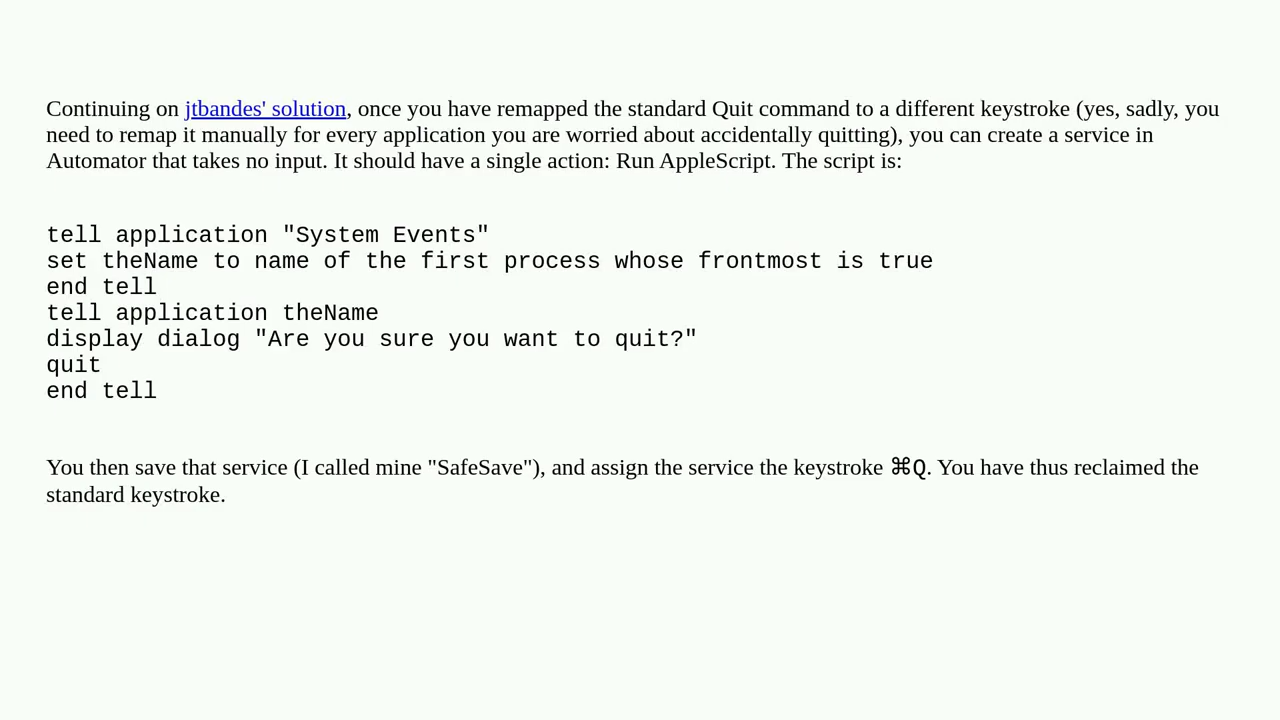 Continuing on jtbandes' solution, once you have remapped the standard Quit command to a different keystroke (yes, sadly, you
need to remap it manually for every application you are worried about accidentally quitting), you can create a service in
Automator that takes no input. It should have a single action: Run AppleScript. The script is:
tell application "System Events"
set theName to name of the first process whose frontmost is true
end tell
tell application theName
display dialog "Are you sure you want to quit?"
quit
end tell
You then save that service (I called mine "SafeSave"), and assign the service the keystroke ⌘Q. You have thus reclaimed the
standard keystroke.